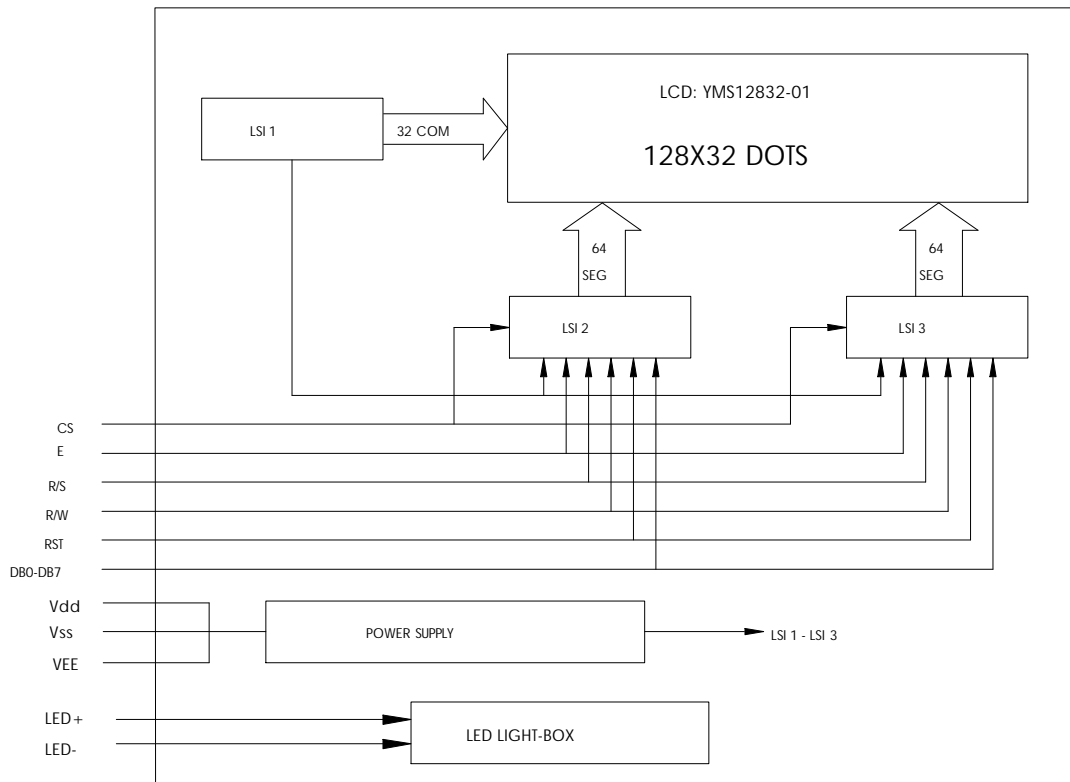 LCD: YMS12832-01
LSI 1
32 COM
128X32 DOTS
64
SEG
64
SEG
LSI 2
LSI 3
CS
E
R/S
R/W
RST
DB0-DB7
Vdd
Vss
VEE
POWER SUPPLY
LSI 1 - LSI 3
LED+
LED-
LED LIGHT-BOX